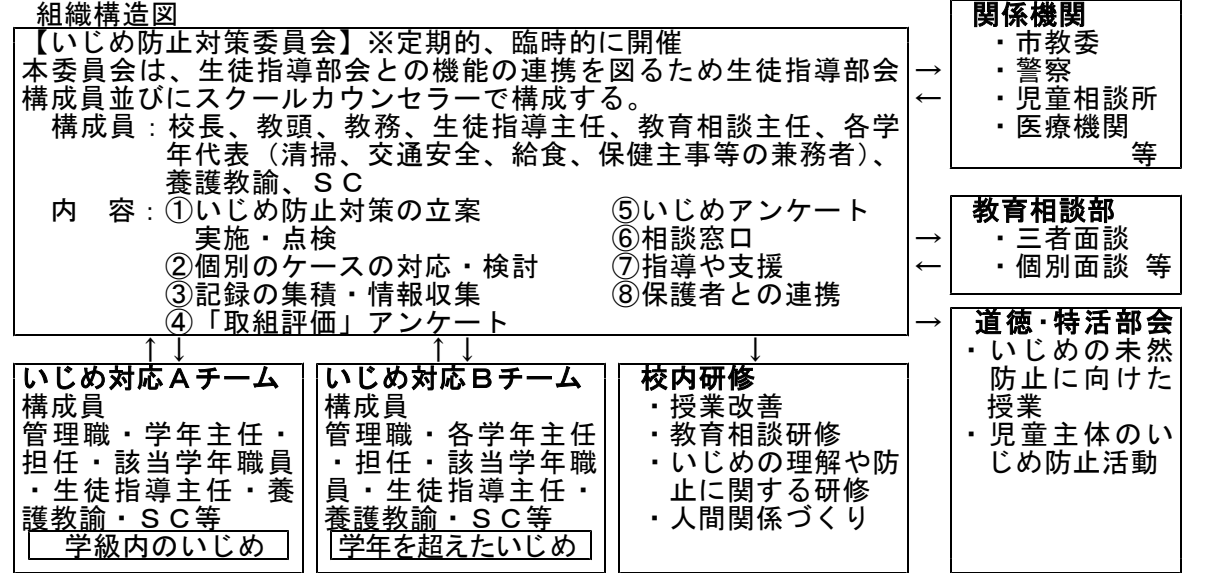 組織構造図
【いじめ防止対策委員会】※定期的、臨時的に開催
本委員会は、生徒指導部会との機能の連携を図るため生徒指導部会
構成員並びにスクールカウンセラーで構成する。
構成員：校長、教頭、教務、生徒指導主任、教育相談主任、各学
年代表（清掃、交通安全、給食、保健主事等の兼務者）、
養護教諭、ＳＣ
内　容：①いじめ防止対策の立案
実施・点検
②個別のケースの対応・検討
③記録の集積・情報収集
④「取組評価」アンケート
⑤いじめアンケート
⑥相談窓口
⑦指導や支援
⑧保護者との連携
→
←
関係機関
・市教委
・警察
・児童相談所
・医療機関
等
→
←
教育相談部
・三者面談
・個別面談 等
→
道徳・特活部会
・いじめの未然
防止に向けた
授業
・児童主体のい
じめ防止活動
↑↓
いじめ対応Ａチーム
構成員
管理職・学年主任・
担任・該当学年職員
・生徒指導主任・養
護教諭・ＳＣ等
学級内のいじめ
↑↓
いじめ対応Ｂチーム
構成員
管理職・各学年主任
・担任・該当学年職
員・生徒指導主任・
養護教諭・ＳＣ等
学年を超えたいじめ
↓
校内研修
・授業改善
・教育相談研修
・いじめの理解や防
止に関する研修
・人間関係づくり